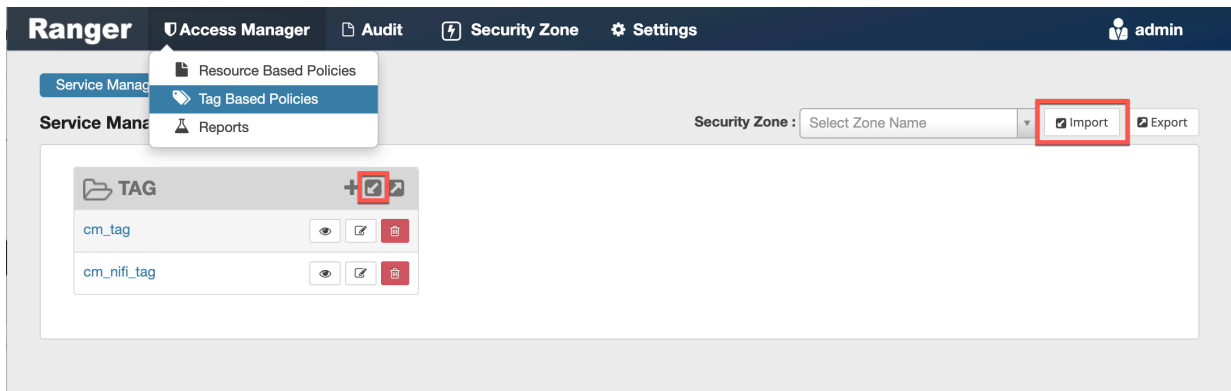 Ranger Access Manager Audit Security Zone Settings admin
Resource Based Policies
Service Manag
Tag Based Policies
Reports
Service Mana
Security Zone : Select Zone Name Import Export
TAG
cm_tag
cm_nifi_tag